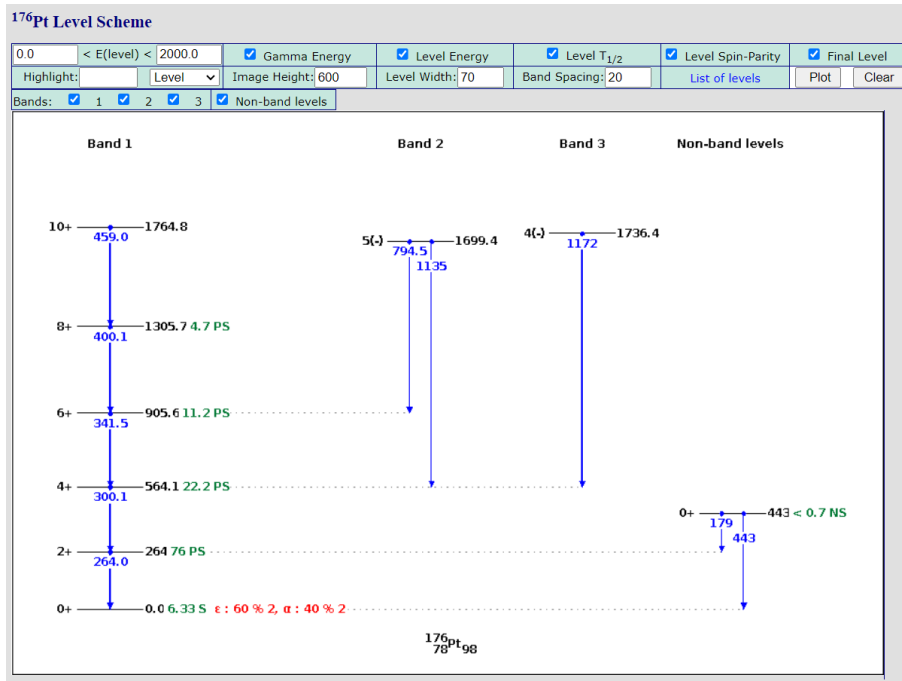 176Pt Level Scheme
0.0 < E(level) < 2000.0 Gamma Energy Level Energy Level T1/2 Level Spin-Parity Final Level
Highlight: Level Image Height: 600 Level Width: 70 Band Spacing: 20 List of levels Plot Clear
Bands: 1 2 3 Non-band levels
Band 1 Band 2 Band 3 Non-band levels
10+ 1764.8
459.0
4(-) 1736.4
1172
5(-) 1699.4
794.5
1135
8+ 1305.7 4.7 PS
400.1
6+ 905.6 11.2 PS
341.5
4+ 564.1 22.2 PS
300.1
0+ 443 < 0.7 NS
179
443
2+ 264 76 PS
264.0
0+ 0.0 6.33 S ε : 60 % 2, α : 40 % 2
176
78Pt98